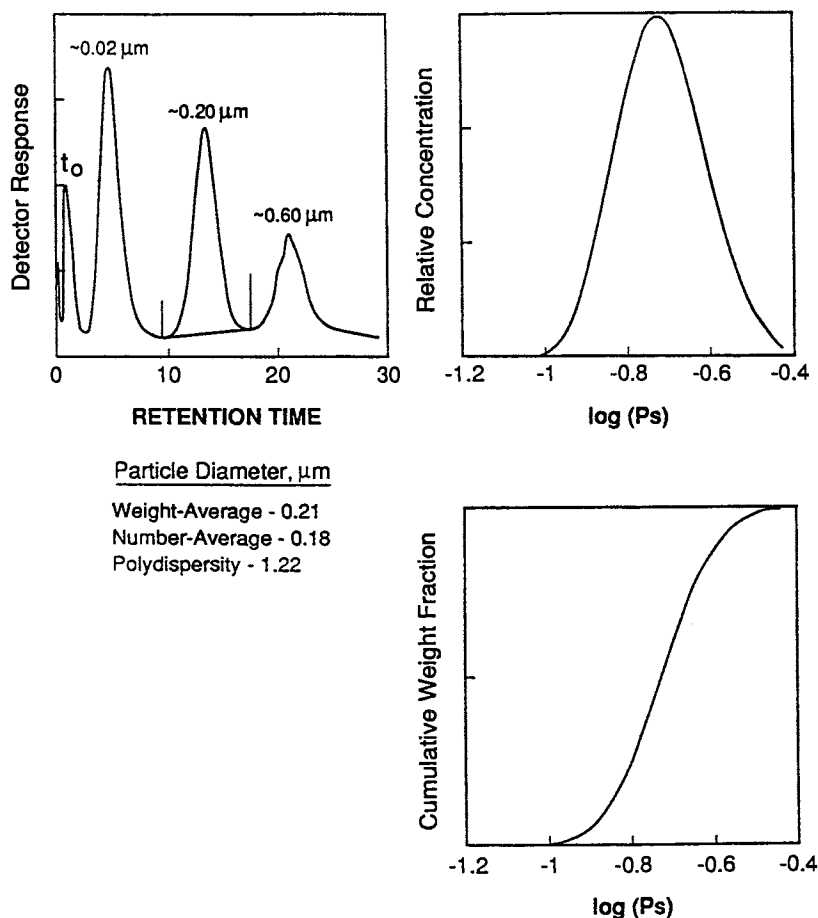 Detector Response
t₀
~0.02 μm
~0.20 μm
~0.60 μm
0 10 20 30
RETENTION TIME
Particle Diameter, μm
Weight-Average - 0.21
Number-Average - 0.18
Polydispersity - 1.22
Relative Concentration
-1.2 -1 -0.8 -0.6 -0.4
log (Ps)
Cumulative Weight Fraction
-1.2 -1 -0.8 -0.6 -0.4
log (Ps)